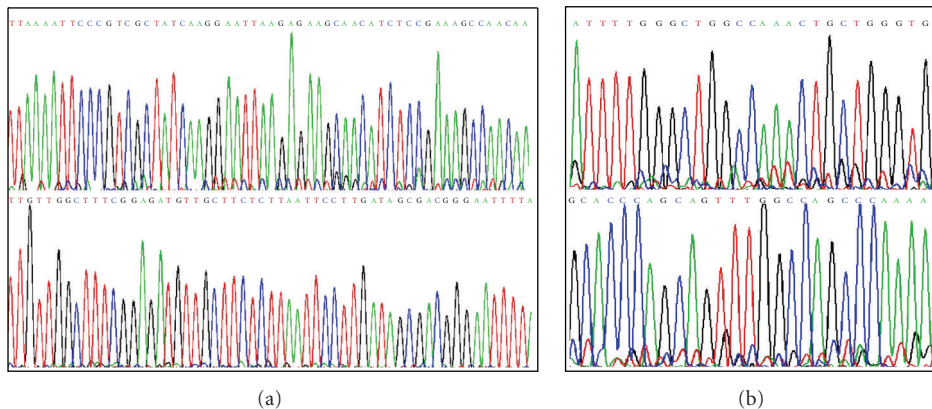 TTAAAATTCCCGTCGCTATCAAGGAATTAAGAGAAGCAACATCTCCGAAAGCCAACAA
TTGTTGGCTTTCGGAGATGTTGCTTCTCTTAATTCCTTGATAGCGACGGGAATTTTA
(a)
ATTTTGGGCTGGCCAAACTGCTGGGTG
GCACCCAGCAGTTTGGCCAGCCCAAAA
(b)